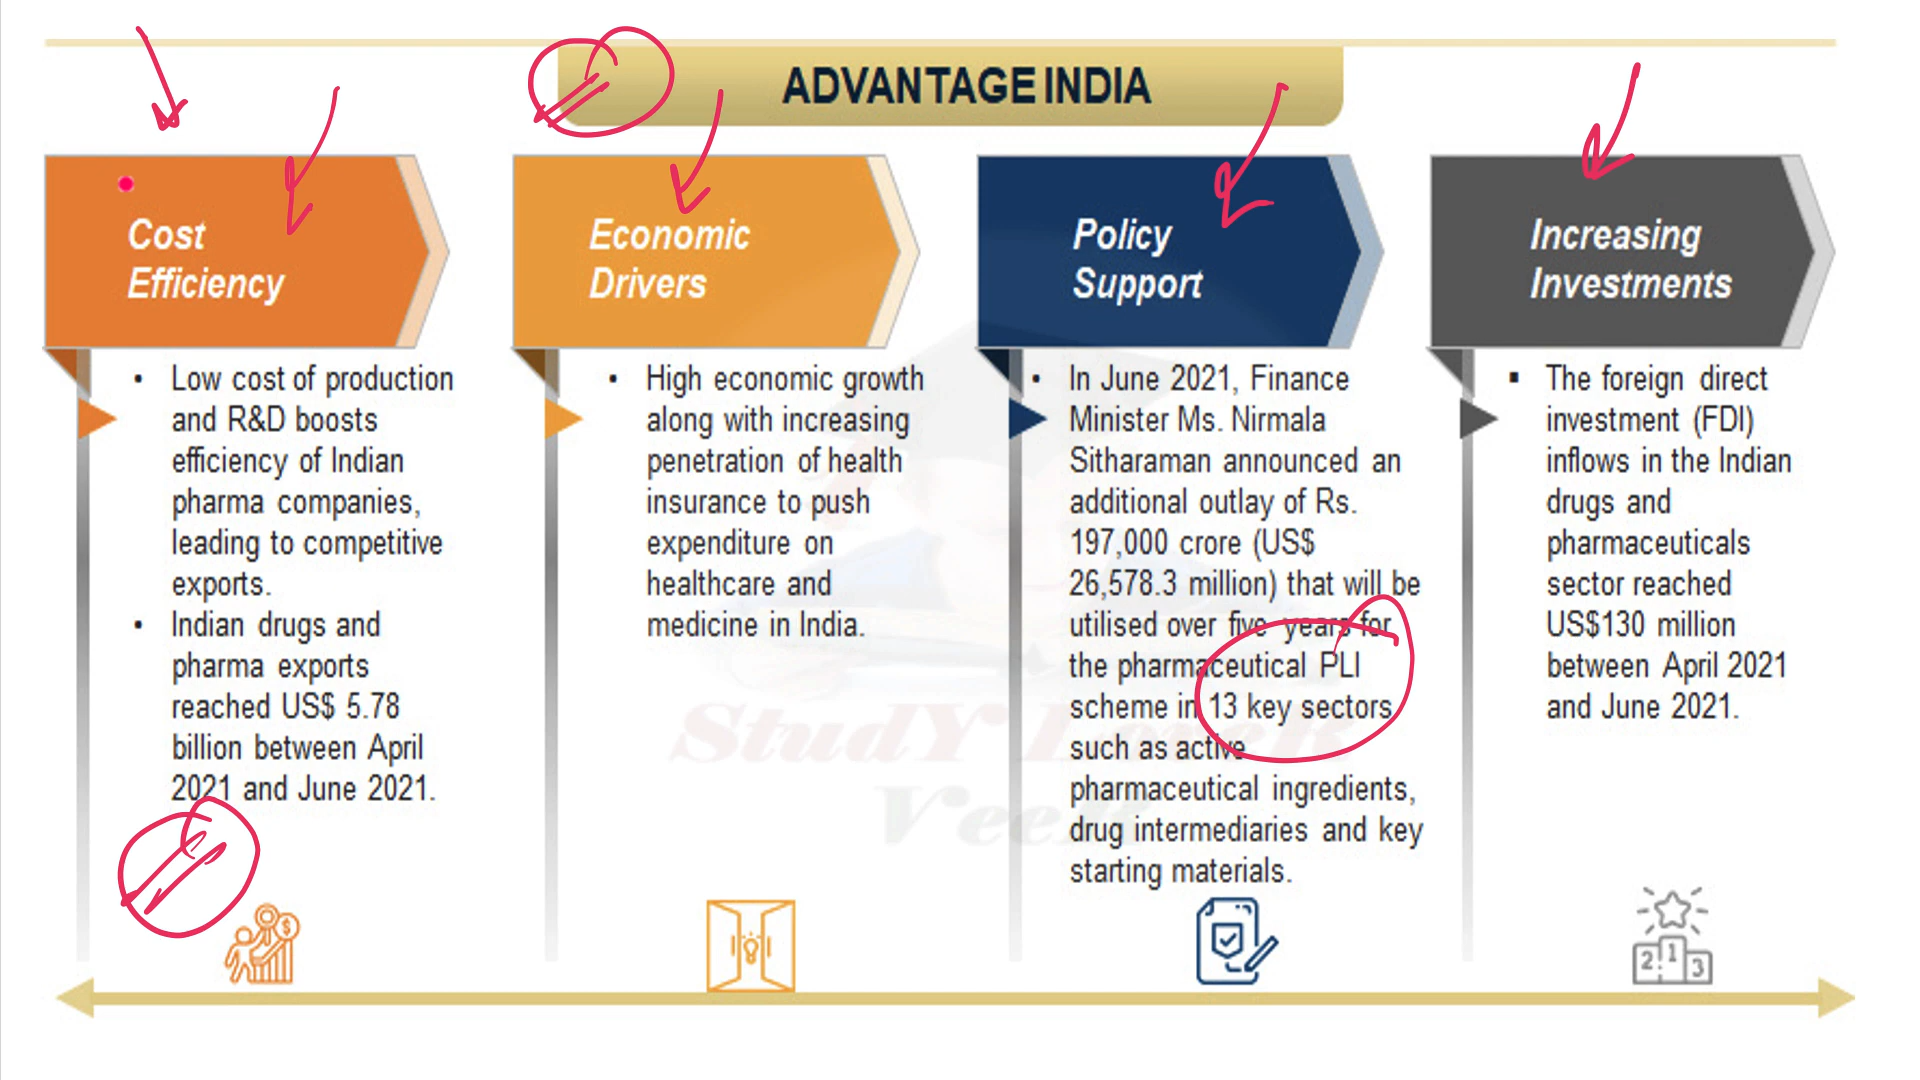 ADVANTAGE INDIA
Cost
Efficiency
• Low cost of production
and R&D boosts
efficiency of Indian
pharma companies,
leading to competitive
exports.
• Indian drugs and
pharma exports
reached US$ 5.78
billion between April
2021 and June 2021.
Economic
Drivers
• High economic growth
along with increasing
penetration of health
insurance to push
expenditure on
healthcare and
medicine in India.
Policy
Support
• In June 2021, Finance
Minister Ms. Nirmala
Sitharaman announced an
additional outlay of Rs.
197,000 crore (US$
26,578.3 million) that will be
utilised over five years for
the pharmaceutical PLI
scheme in 13 key sectors
such as active
pharmaceutical ingredients,
drug intermediaries and key
starting materials.
Increasing
Investments
▪ The foreign direct
investment (FDI)
inflows in the Indian
drugs and
pharmaceuticals
sector reached
US$130 million
between April 2021
and June 2021.
StudY LoveR
VeeR
$
2 1 3